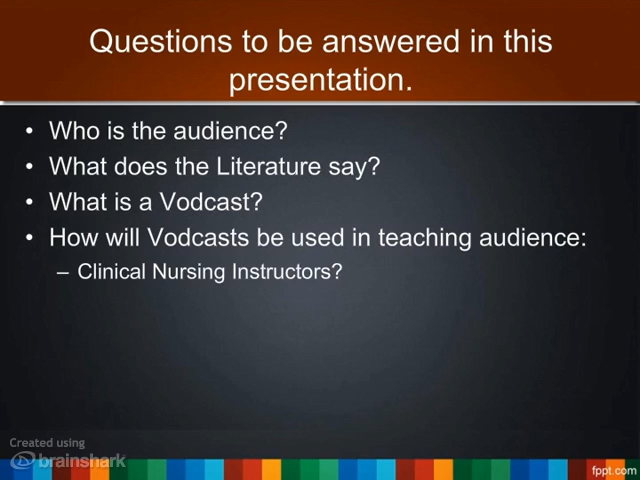 Questions to be answered in this
presentation.
• Who is the audience?
• What does the Literature say?
• What is a Vodcast?
• How will Vodcasts be used in teaching audience:
– Clinical Nursing Instructors?
Created using
brainshark
fppt.com